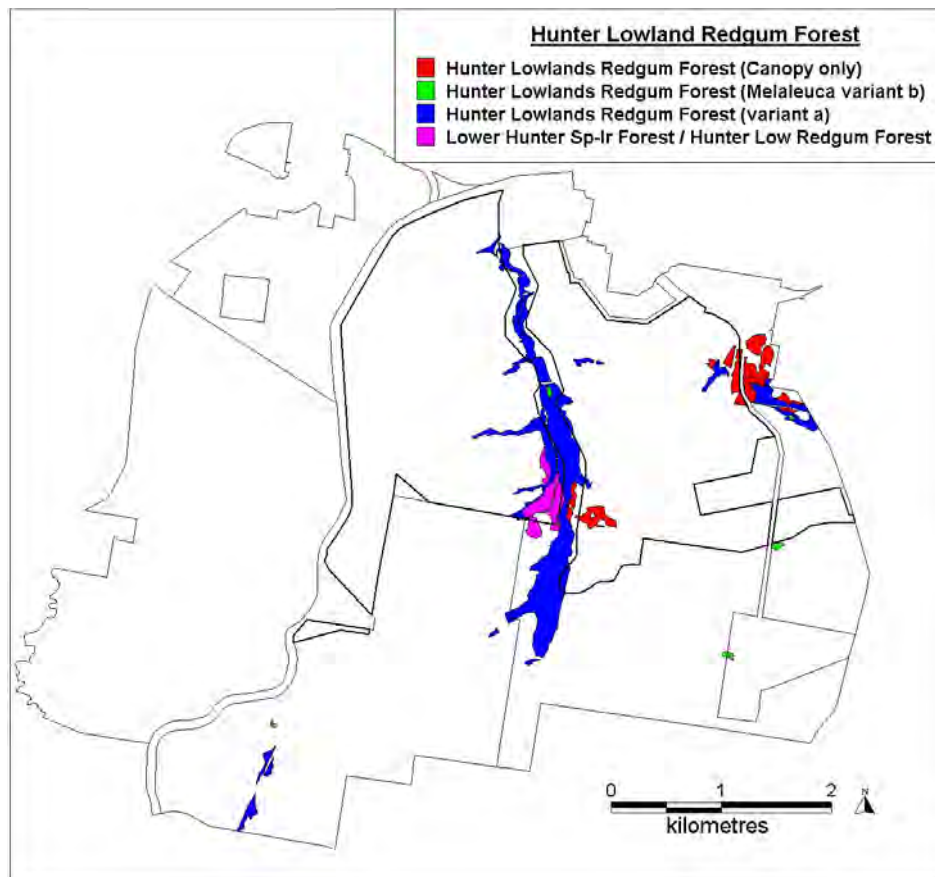 Hunter Lowland Redgum Forest
Hunter Lowlands Redgum Forest (Canopy only)
Hunter Lowlands Redgum Forest (Melaleuca variant b)
Hunter Lowlands Redgum Forest (variant a)
Lower Hunter Sp-Ir Forest / Hunter Low Redgum Forest
0 1 2 N
kilometres